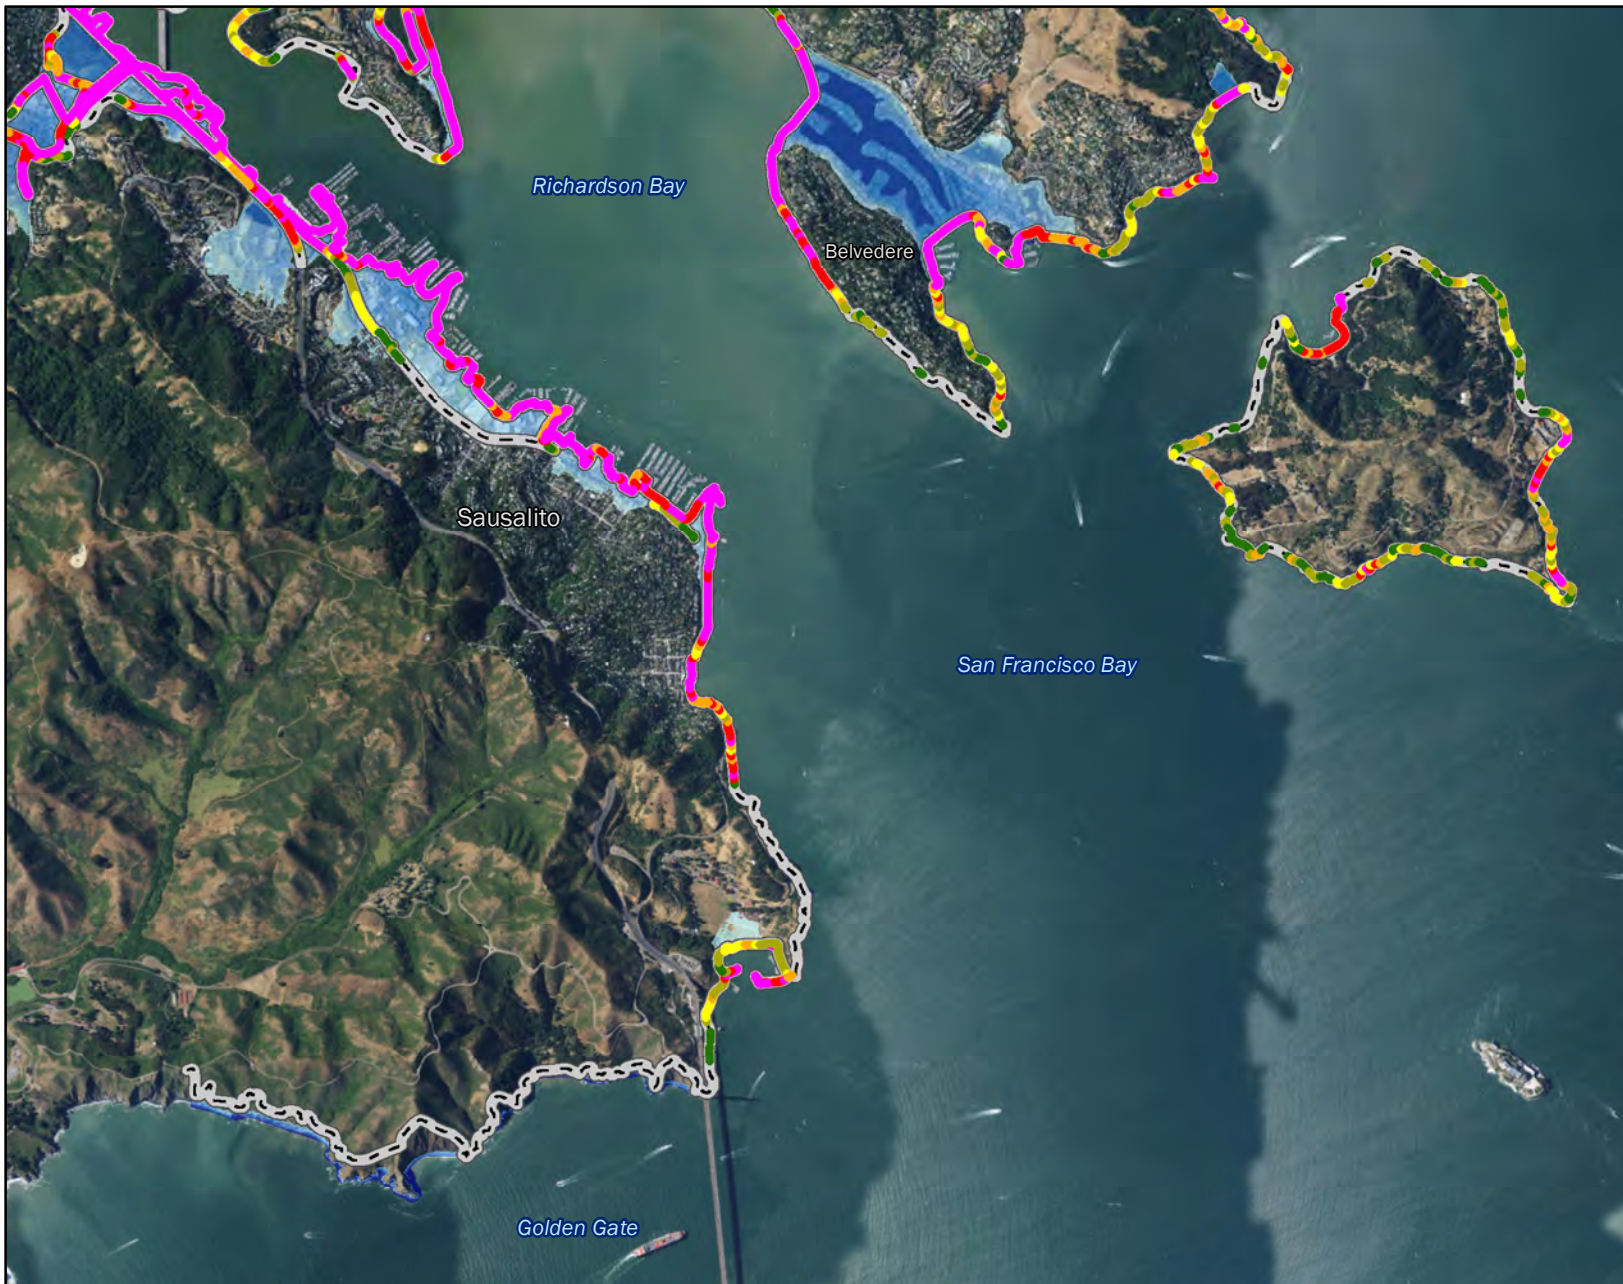 Richardson Bay
Belvedere
Sausalito
San Francisco Bay
Golden Gate